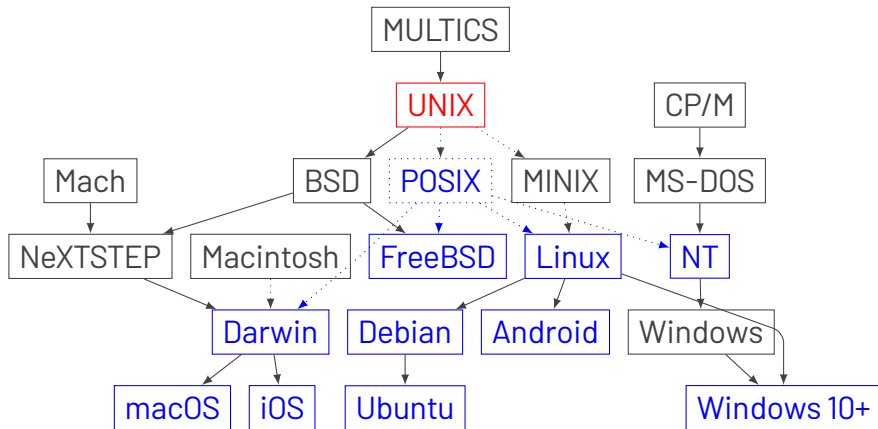 MULTICS
UNIX
CP/M
Mach
BSD
POSIX
MINIX
MS-DOS
NeXTSTEP
Macintosh
FreeBSD
Linux
NT
Darwin
Debian
Android
Windows
macOS
iOS
Ubuntu
Windows 10+